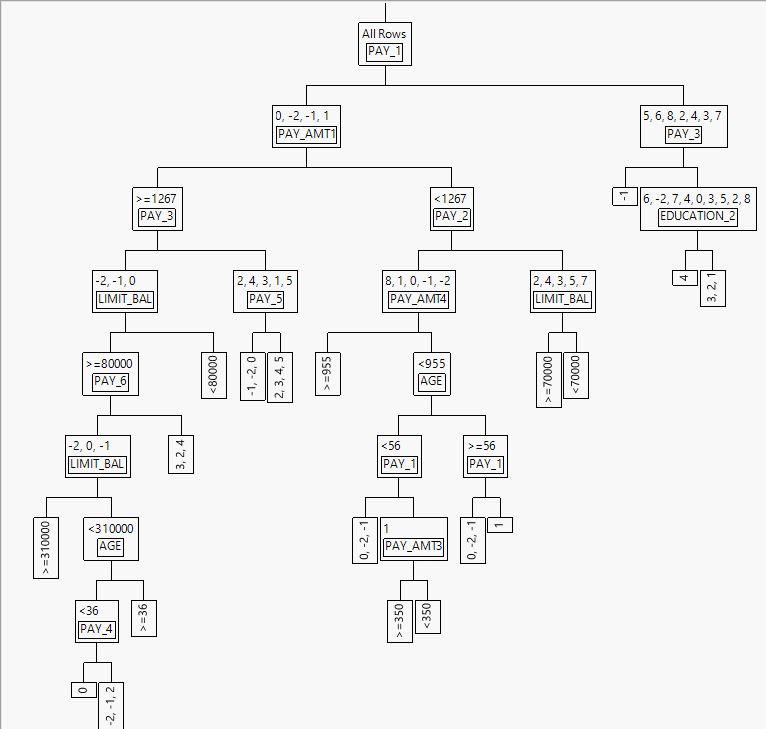 All Rows
PAY_1
0, -2, -1, 1
PAY_AMT1
5, 6, 8, 2, 4, 3, 7
PAY_3
>=1267
PAY_3
<1267
PAY_2
-1
6, -2, 7, 4, 0, 3, 5, 2, 8
EDUCATION_2
-2, -1, 0
LIMIT_BAL
2, 4, 3, 1, 5
PAY_5
8, 1, 0, -1, -2
PAY_AMT4
2, 4, 3, 5, 7
LIMIT_BAL
4
3, 2, 1
>=80000
PAY_6
<80000
-1, -2, 0
2, 3, 4, 5
>=955
<955
AGE
>=70000
<70000
-2, 0, -1
LIMIT_BAL
3, 2, 4
<56
PAY_1
>=56
PAY_1
>=310000
<310000
AGE
0, -2, -1
1
PAY_AMT3
0, -2, -1
1
<36
PAY_4
>=36
>=350
<350
0
-2, -1, 2